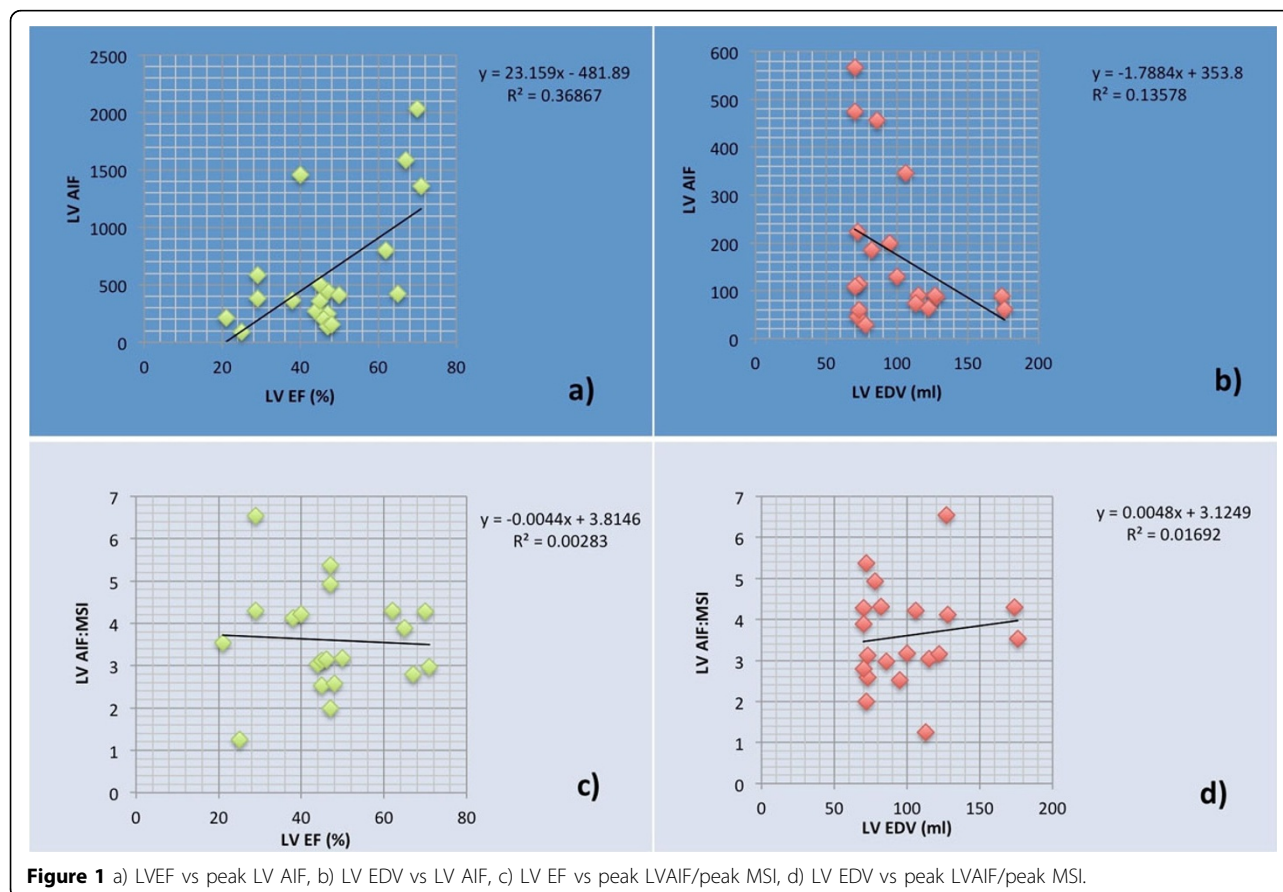 2500
2000
1500
1000
500
0
LV AIF
0 20 40 60 80
LV EF (%)
y = 23.159x - 481.89
R² = 0.36867
a)
600
500
400
300
200
100
0
LV AIF
0 50 100 150 200
LV EDV (ml)
y = -1.7884x + 353.8
R² = 0.13578
b)
7
6
5
4
3
2
1
0
LV AIF:MSI
0 20 40 60 80
LV EF (%)
y = -0.0044x + 3.8146
R² = 0.00283
c)
7
6
5
4
3
2
1
0
LV AIF:MSI
0 50 100 150 200
LV EDV (ml)
y = 0.0048x + 3.1249
R² = 0.01692
d)
Figure 1 a) LVEF vs peak LV AIF, b) LV EDV vs LV AIF, c) LV EF vs peak LVAIF/peak MSI, d) LV EDV vs peak LVAIF/peak MSI.